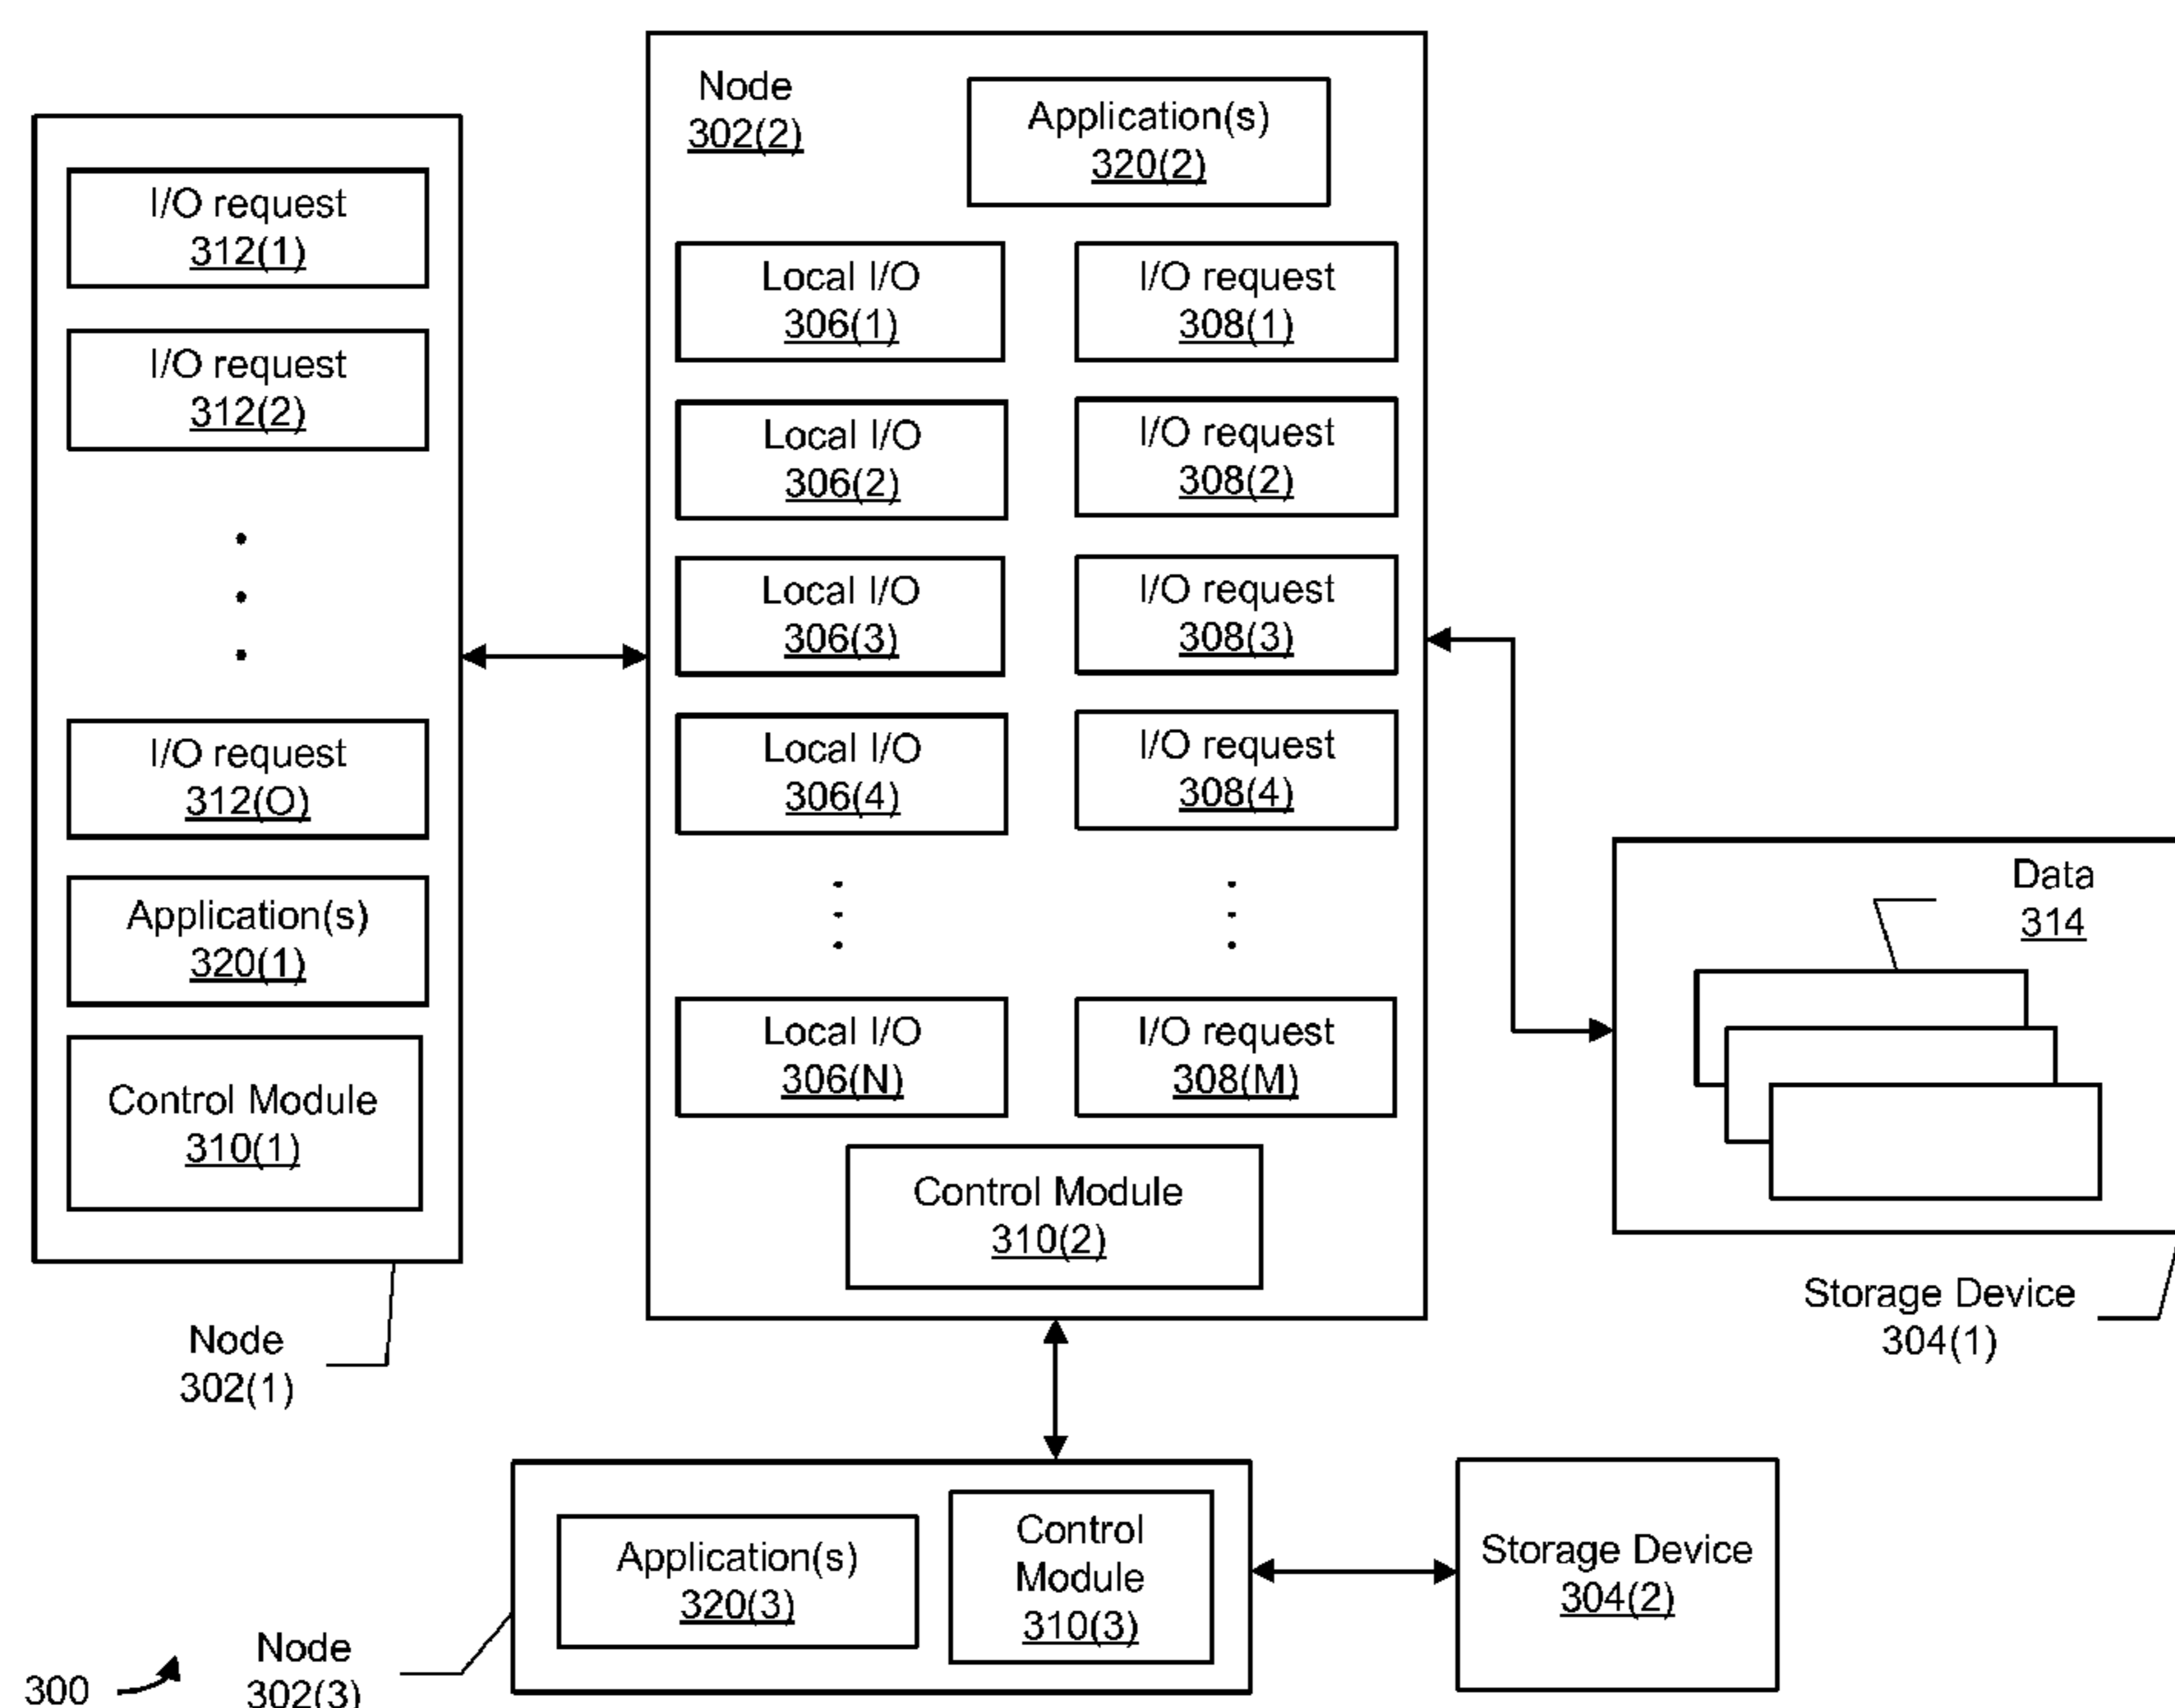 I/O request
312(1)
I/O request
312(2)
I/O request
312(O)
Application(s)
320(1)
Control Module
310(1)
Node
302(1)
Node
302(2)
Application(s)
320(2)
Local I/O
306(1)
I/O request
308(1)
Local I/O
306(2)
I/O request
308(2)
Local I/O
306(3)
I/O request
308(3)
Local I/O
306(4)
I/O request
308(4)
Local I/O
306(N)
I/O request
308(M)
Control Module
310(2)
Data
314
Storage Device
304(1)
Application(s)
320(3)
Control
Module
310(3)
Storage Device
304(2)
Node
302(3)
300